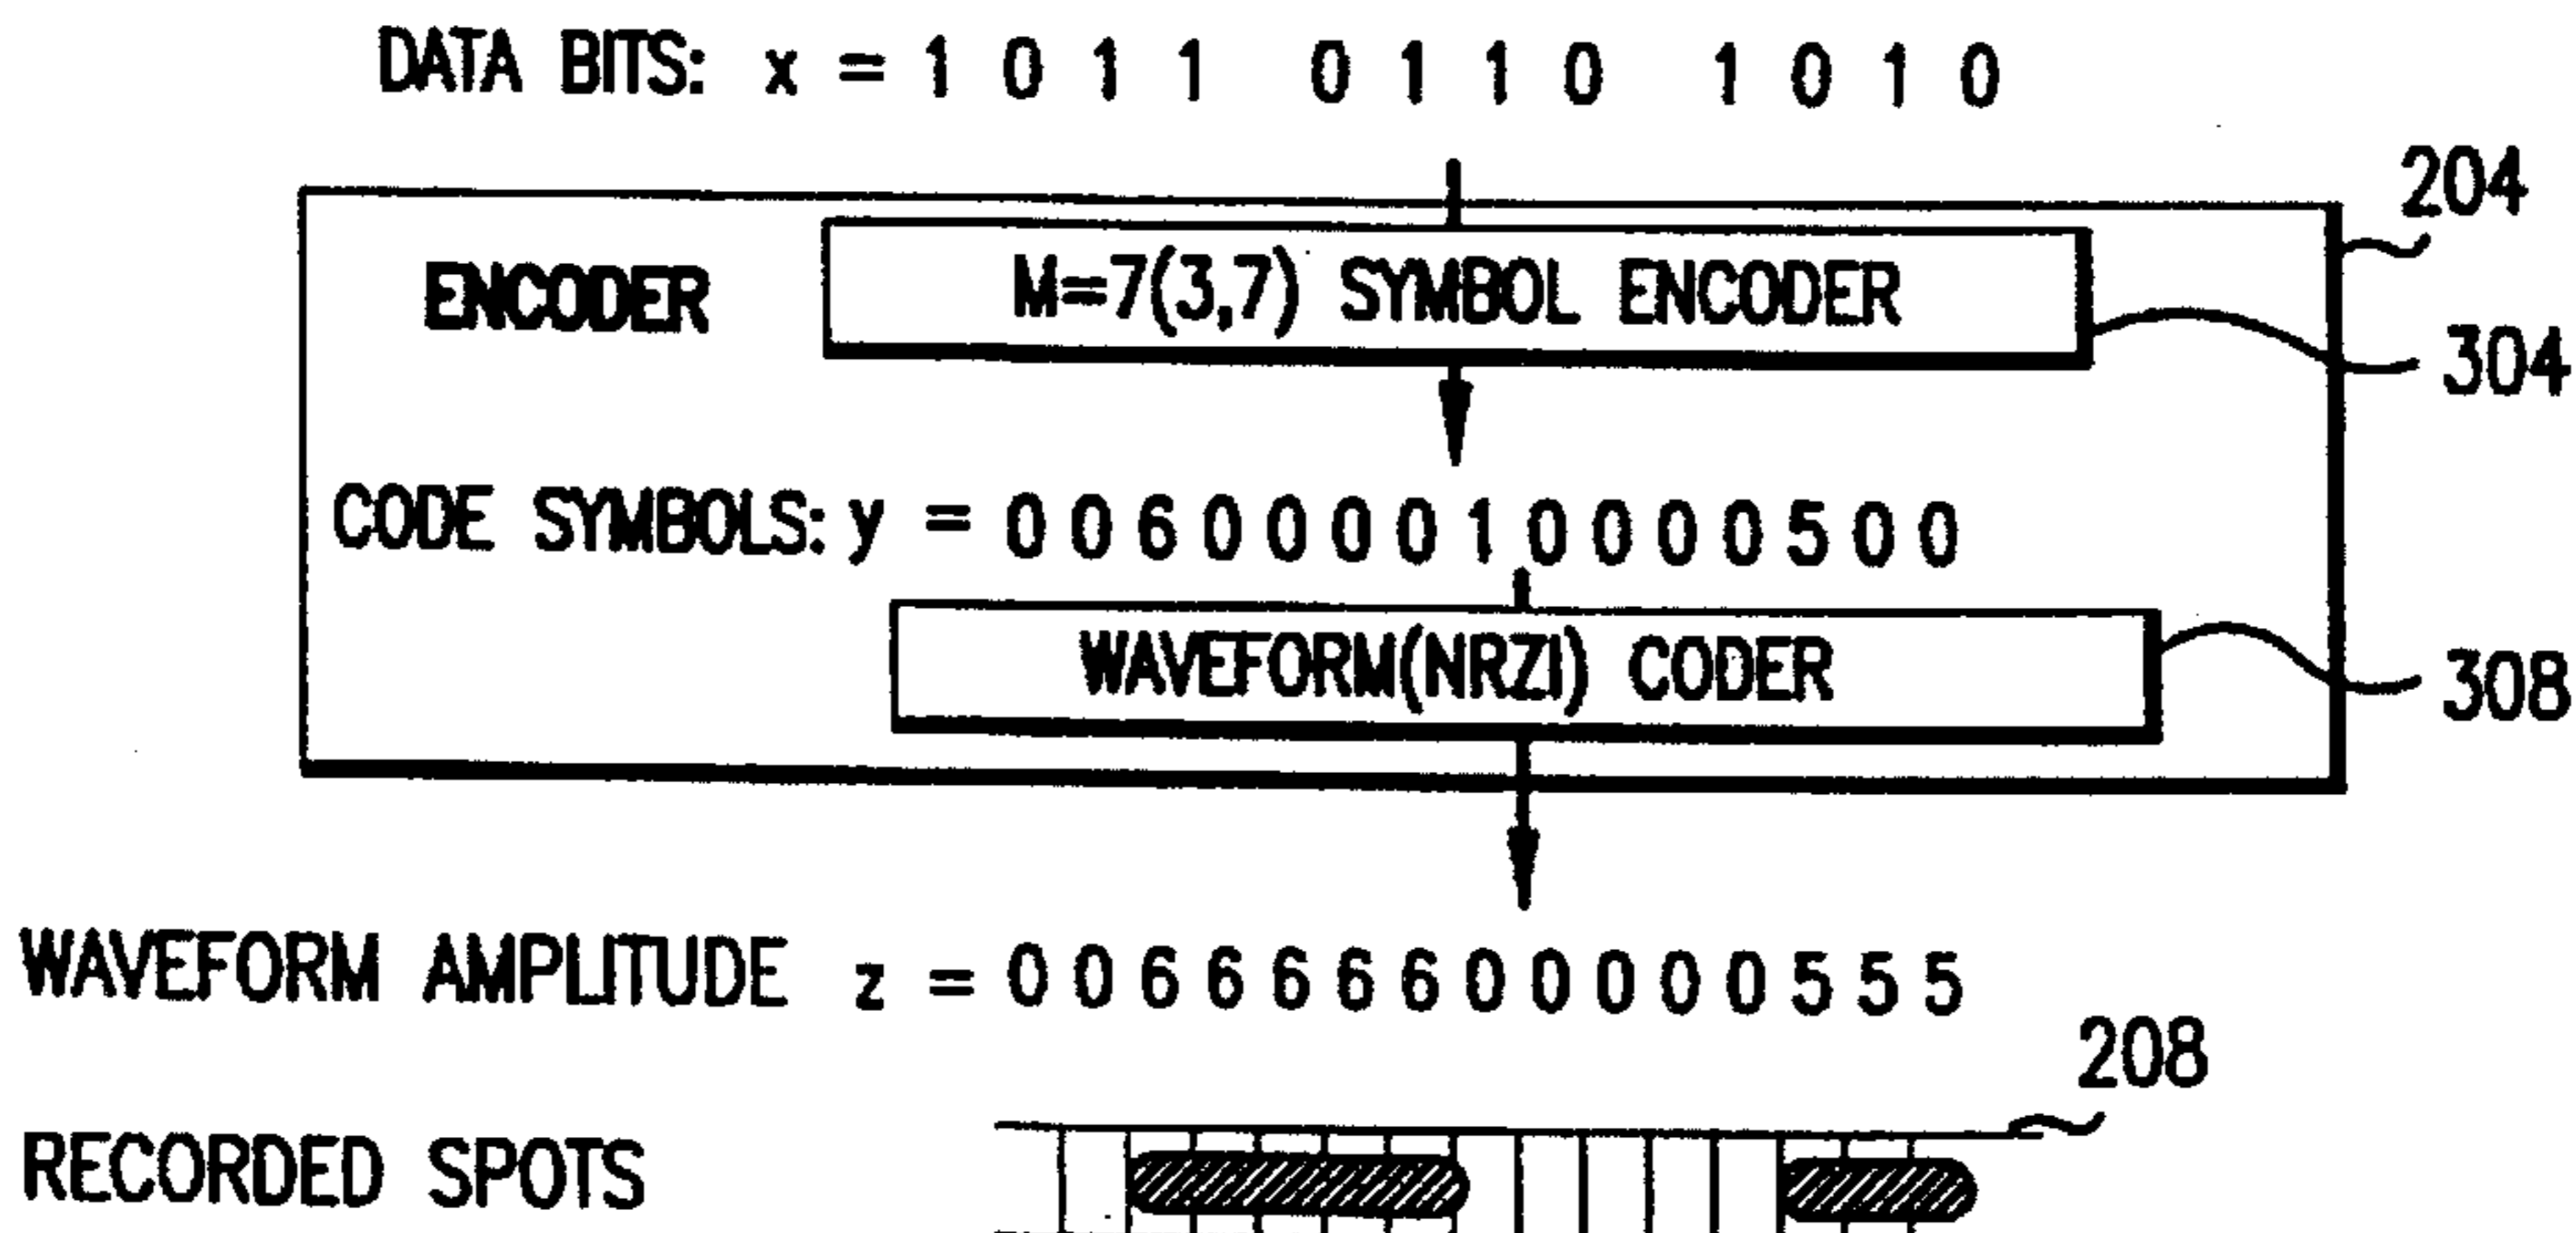 DATA BITS: x = 1 0 1 1 0 1 1 0 1 0 1 0
204
ENCODER
M=7(3,7) SYMBOL ENCODER
304
CODE SYMBOLS: y = 0 0 6 0 0 0 0 1 0 0 0 0 5 0 0
WAVEFORM(NRZI) CODER
308
WAVEFORM AMPLITUDE z = 0 0 6 6 6 6 6 0 0 0 0 0 5 5 5
208
RECORDED SPOTS